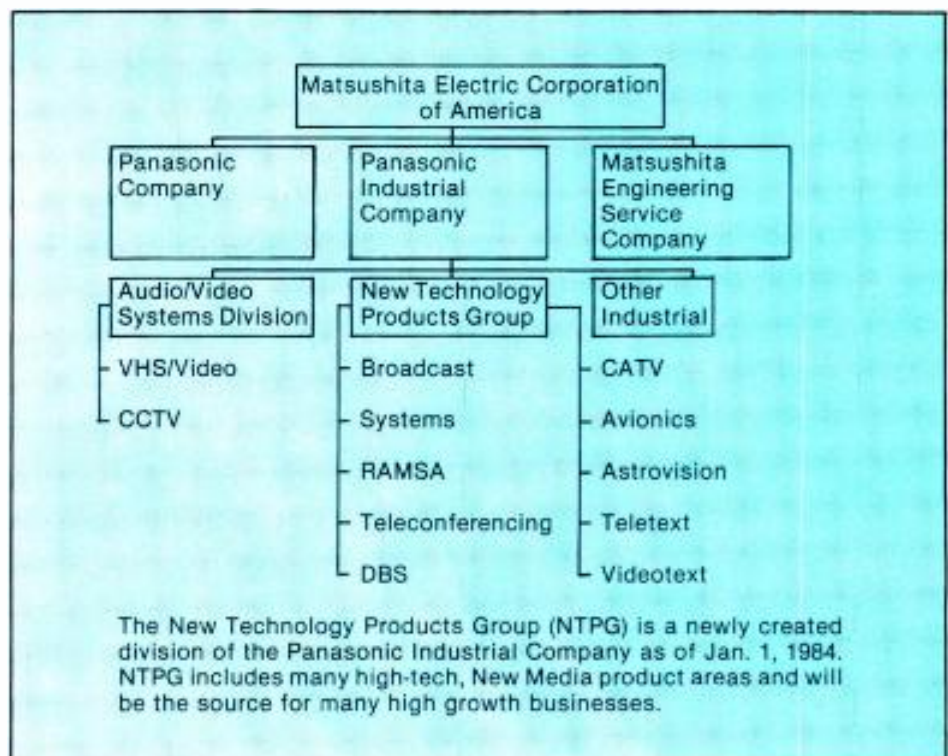 Matsushita Electric Corporation
of America
Panasonic
Company
Panasonic
Industrial
Company
Matsushita
Engineering
Service
Company
Audio/Video
Systems Division
New Technology
Products Group
Other
Industrial
VHS/Video
CCTV
Broadcast
Systems
RAMSA
Teleconferencing
DBS
CATV
Avionics
Astrovision
Teletext
Videotext
The New Technology Products Group (NTPG) is a newly created
division of the Panasonic Industrial Company as of Jan. 1, 1984.
NTPG includes many high-tech, New Media product areas and will
be the source for many high growth businesses.